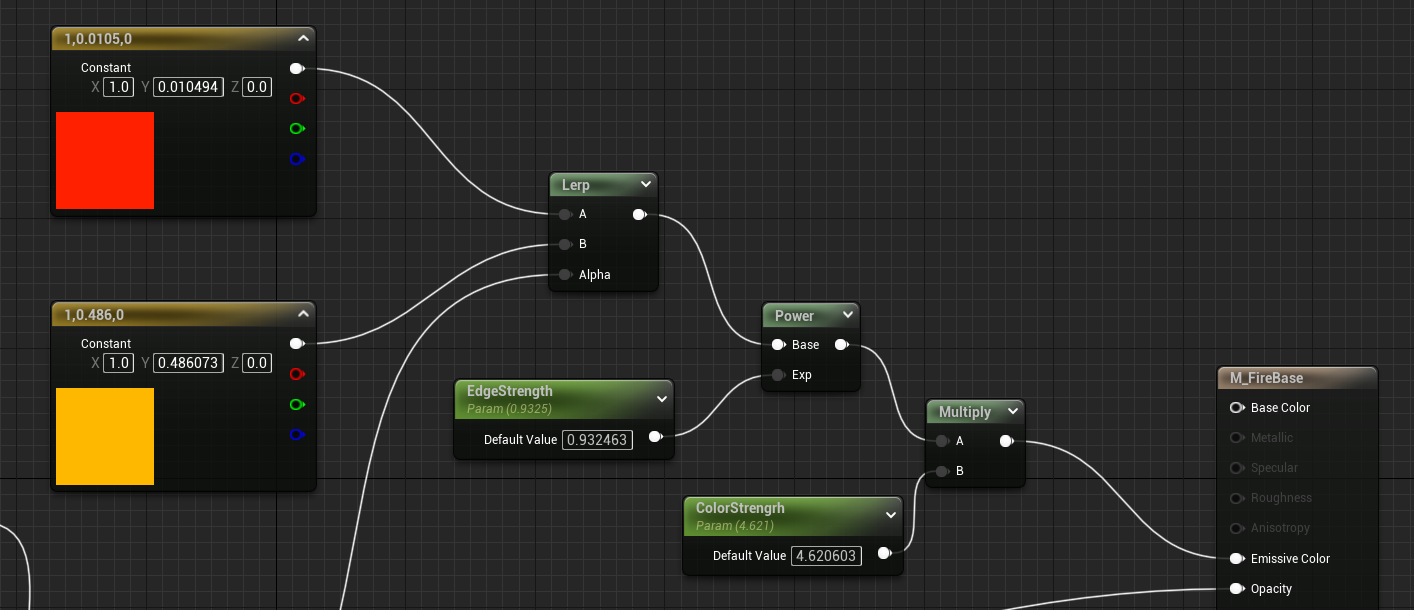 1,0.0105,0
Constant
X 1.0 Y 0.010494 Z 0.0
Lerp
A
B
Alpha
1,0.486,0
Constant
X 1.0 Y 0.486073 Z 0.0
Power
Base
Exp
EdgeStrength
Param (0.9325)
Default Value 0.932463
Multiply
A
B
ColorStrengrh
Param (4.621)
Default Value 4.620603
M_FireBase
Base Color
Metallic
Specular
Roughness
Anisotropy
Emissive Color
Opacity